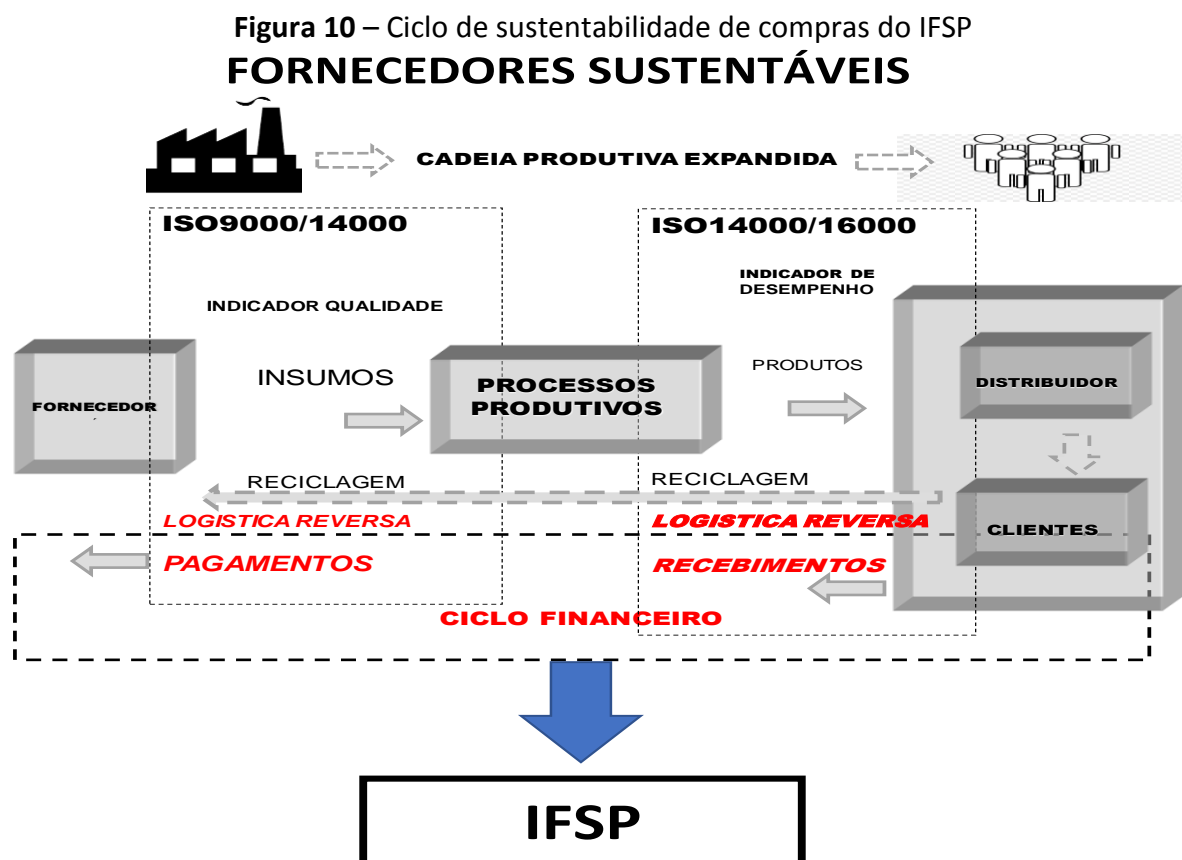 Figura 10 – Ciclo de sustentabilidade de compras do IFSP
FORNECEDORES SUSTENTÁVEIS
CADEIA PRODUTIVA EXPANDIDA
ISO9000/14000
ISO14000/16000
INDICADOR QUALIDADE
INDICADOR DE
DESEMPENHO
FORNECEDOR
INSUMOS
PROCESSOS
PRODUTIVOS
PRODUTOS
DISTRIBUIDOR
RECICLAGEM
RECICLAGEM
LOGISTICA REVERSA
LOGISTICA REVERSA
CLIENTES
PAGAMENTOS
RECEBIMENTOS
CICLO FINANCEIRO
IFSP